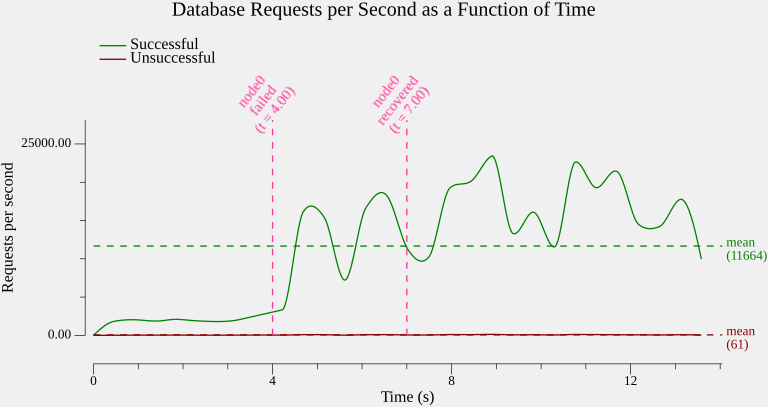 Database Requests per Second as a Function of Time
Successful
Unsuccessful
node0
failed
(t = 4.00)
node0
recovered
(t = 7.00)
25000.00
0.00
Requests per second
mean
(11664)
mean
(61)
0
4
8
12
Time (s)